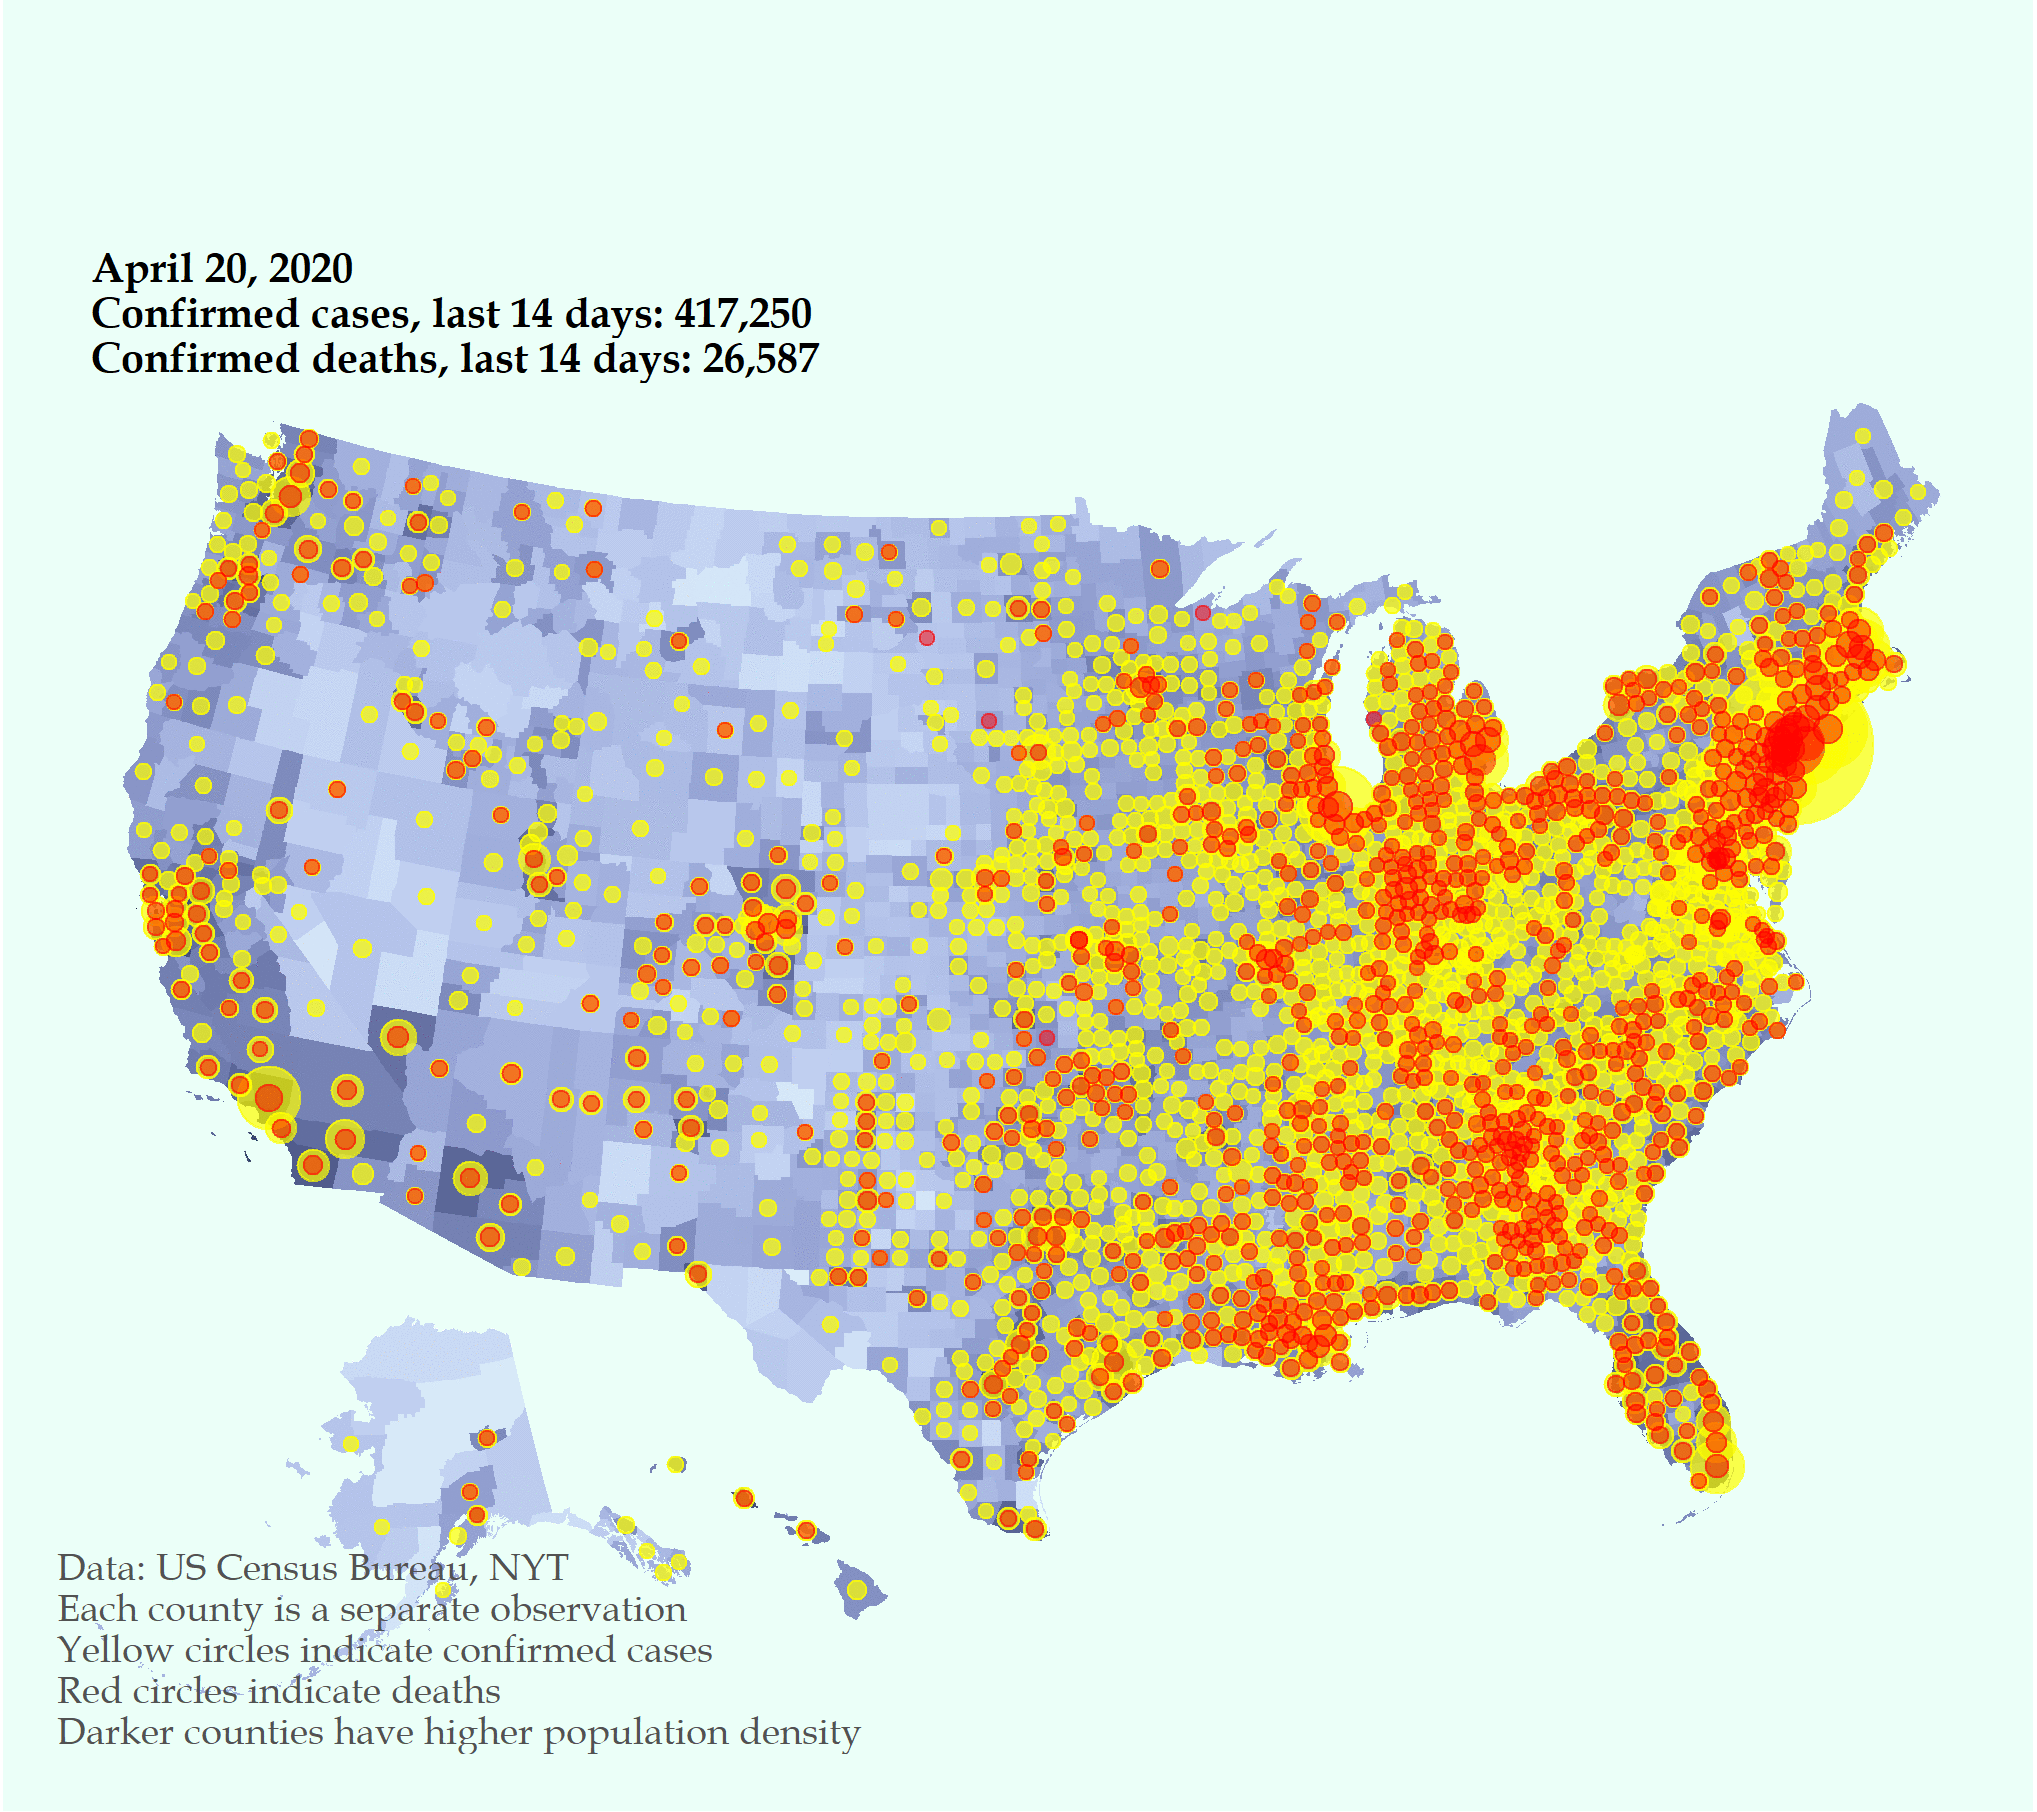 April 20, 2020
Confirmed cases, last 14 days: 417,250
Confirmed deaths, last 14 days: 26,587
Data: US Census Bureau, NYT
Each county is a separate observation
Yellow circles indicate confirmed cases
Red circles indicate deaths
Darker counties have higher population density